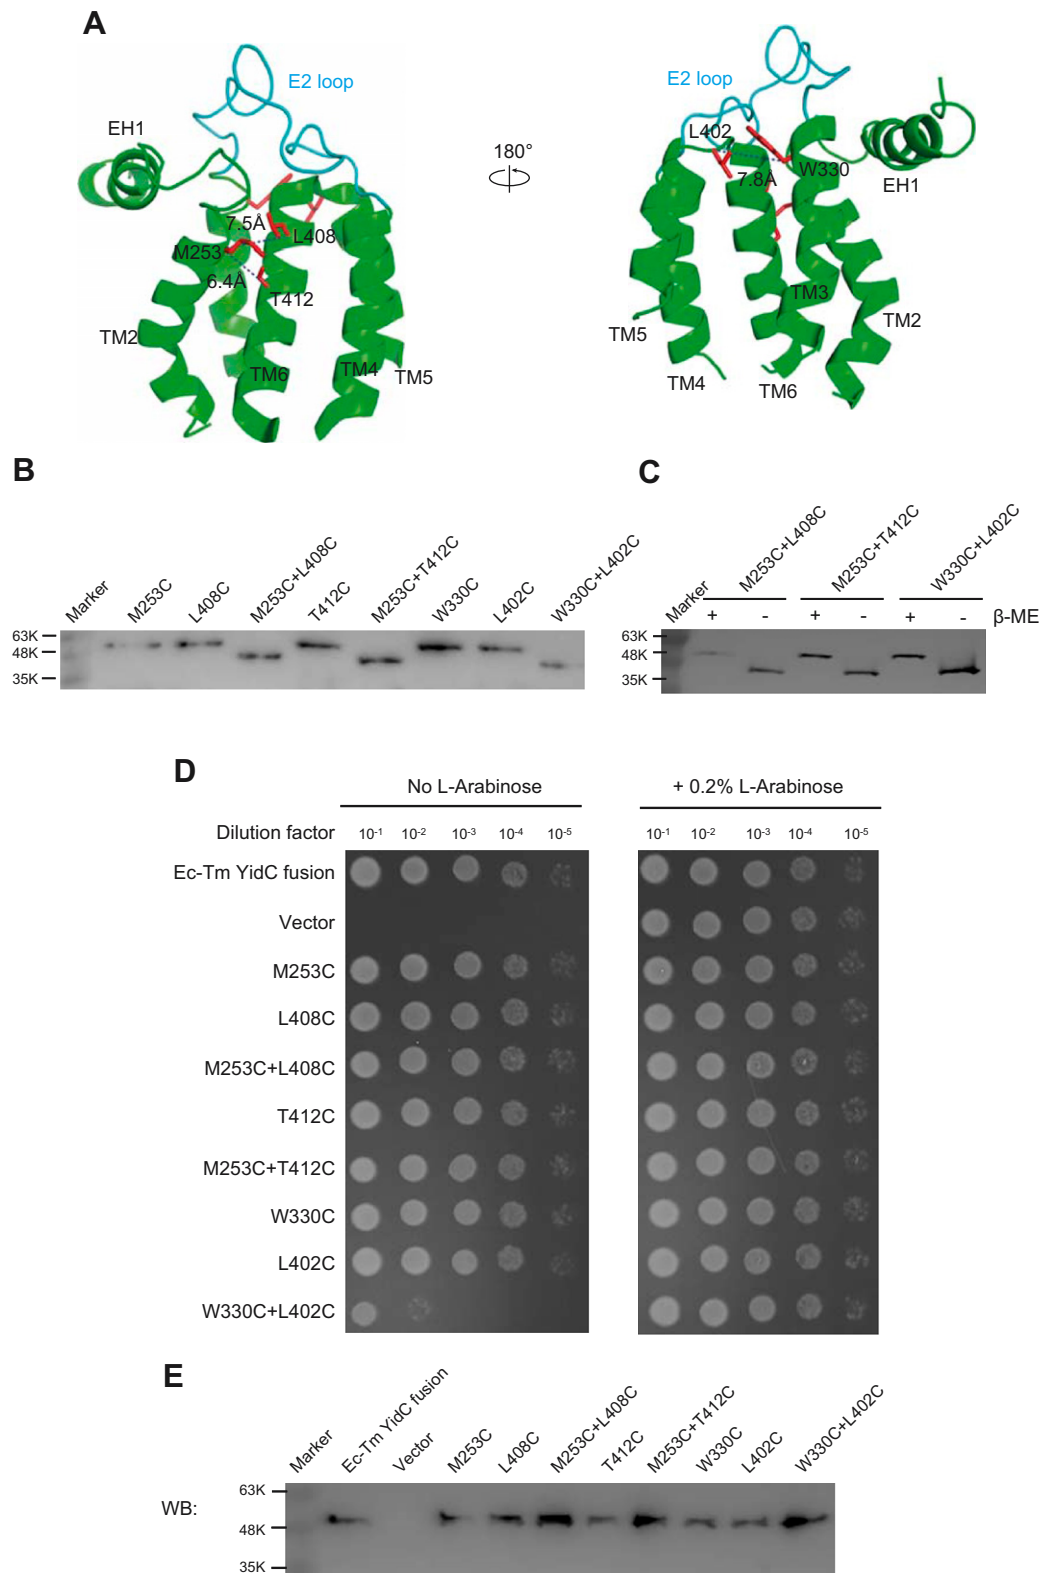 A
E2 loop
EH1
7.5Å
M253
L408
6.4Å
T412
TM2
TM6
TM4
TM5
180°
E2 loop
L402
W330
7.8Å
EH1
TM3
TM2
TM5
TM4
TM6
B
Marker
M253C
L408C
M253C+L408C
T412C
M253C+T412C
W330C
L402C
W330C+L402C
63K
48K
35K
C
Marker
M253C+L408C
M253C+T412C
W330C+L402C
+ - + - + - β-ME
63K
48K
35K
D
No L-Arabinose
+ 0.2% L-Arabinose
Dilution factor 10-1 10-2 10-3 10-4 10-5 10-1 10-2 10-3 10-4 10-5
Ec-Tm YidC fusion
Vector
M253C
L408C
M253C+L408C
T412C
M253C+T412C
W330C
L402C
W330C+L402C
E
Marker
Ec-Tm YidC fusion
Vector
M253C
L408C
M253C+L408C
T412C
M253C+T412C
W330C
L402C
W330C+L402C
WB:
63K
48K
35K